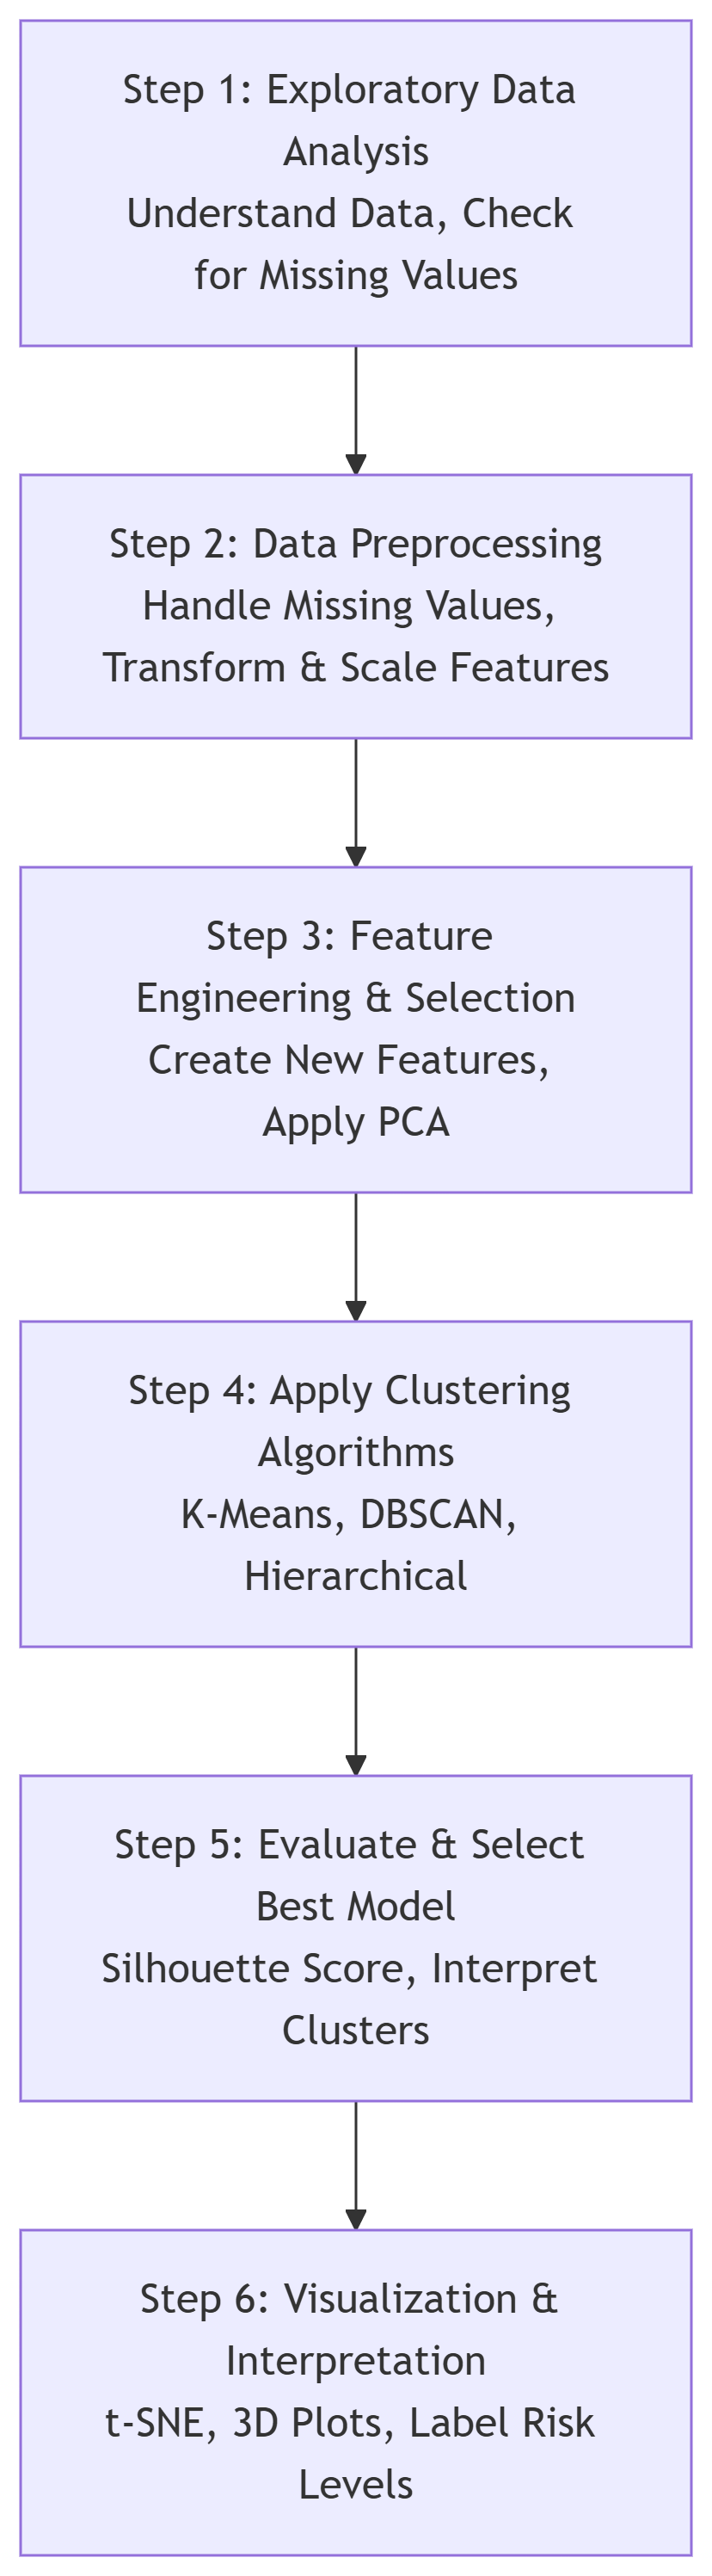 Step 1: Exploratory Data
Analysis
Understand Data, Check
for Missing Values
Step 2: Data Preprocessing
Handle Missing Values,
Transform & Scale Features
Step 3: Feature
Engineering & Selection
Create New Features,
Apply PCA
Step 4: Apply Clustering
Algorithms
K-Means, DBSCAN,
Hierarchical
Step 5: Evaluate & Select
Best Model
Silhouette Score, Interpret
Clusters
Step 6: Visualization &
Interpretation
t-SNE, 3D Plots, Label Risk
Levels